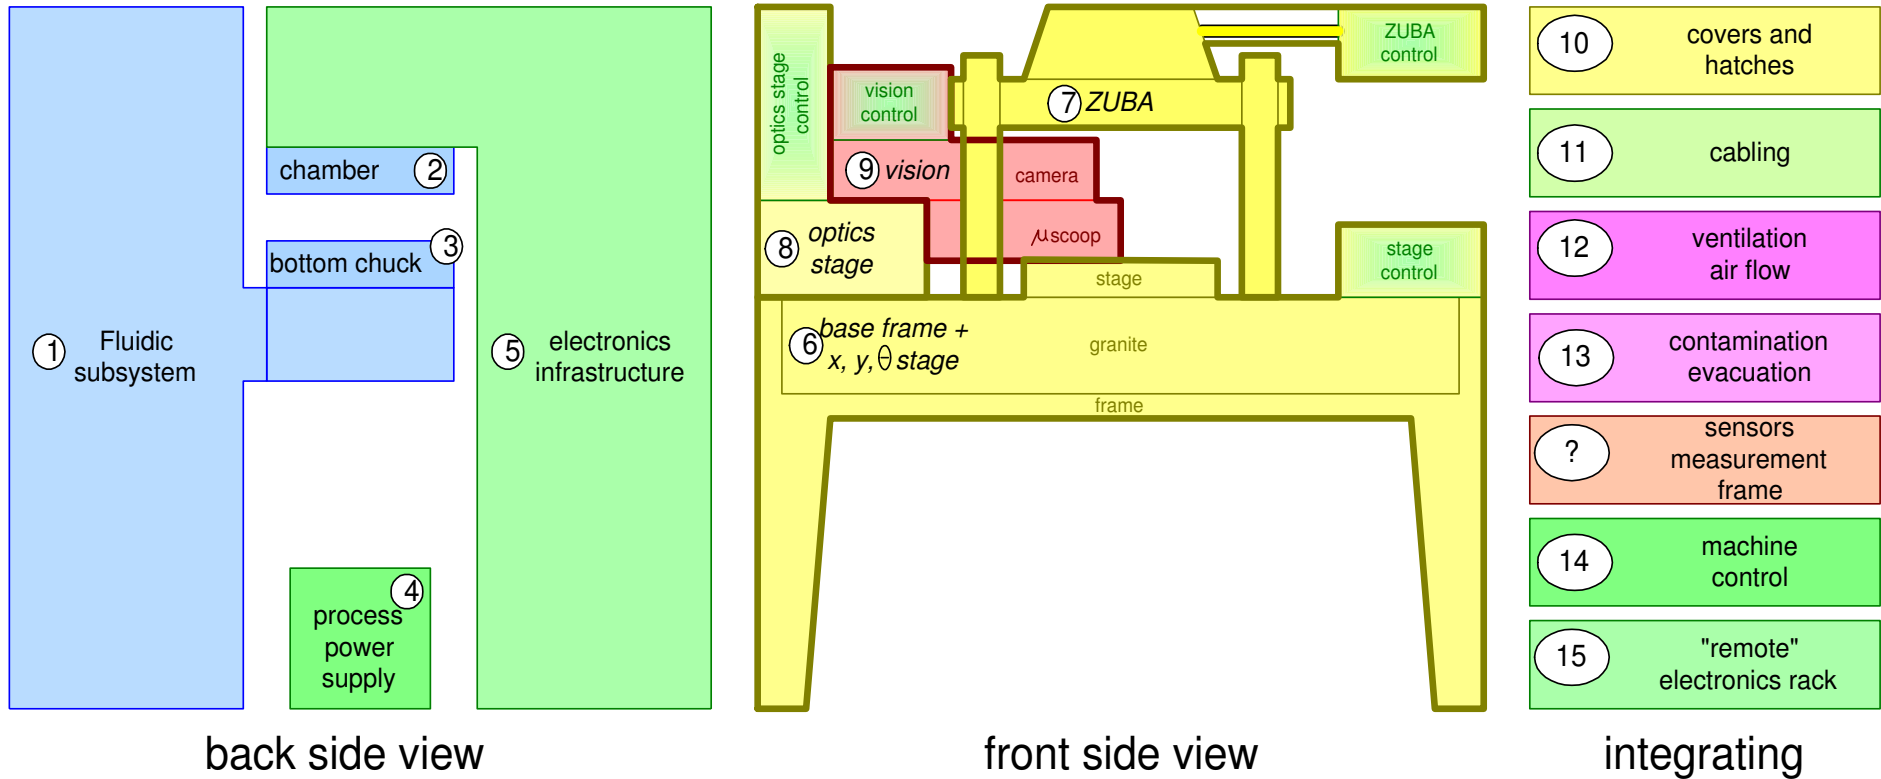 chamber 2
3
bottom chuck
1 Fluidic
subsystem
5 electronics
infrastructure
4
process
power
supply
back side view
optics stage
control
vision
control
ZUBA
control
7 ZUBA
9 vision
camera
μscoop
8 optics
stage
stage
stage
control
6 base frame +
x, y, θ stage
granite
frame
front side view
10 covers and
hatches
11 cabling
12 ventilation
air flow
13 contamination
evacuation
? sensors
measurement
frame
14 machine
control
15 "remote"
electronics rack
integrating